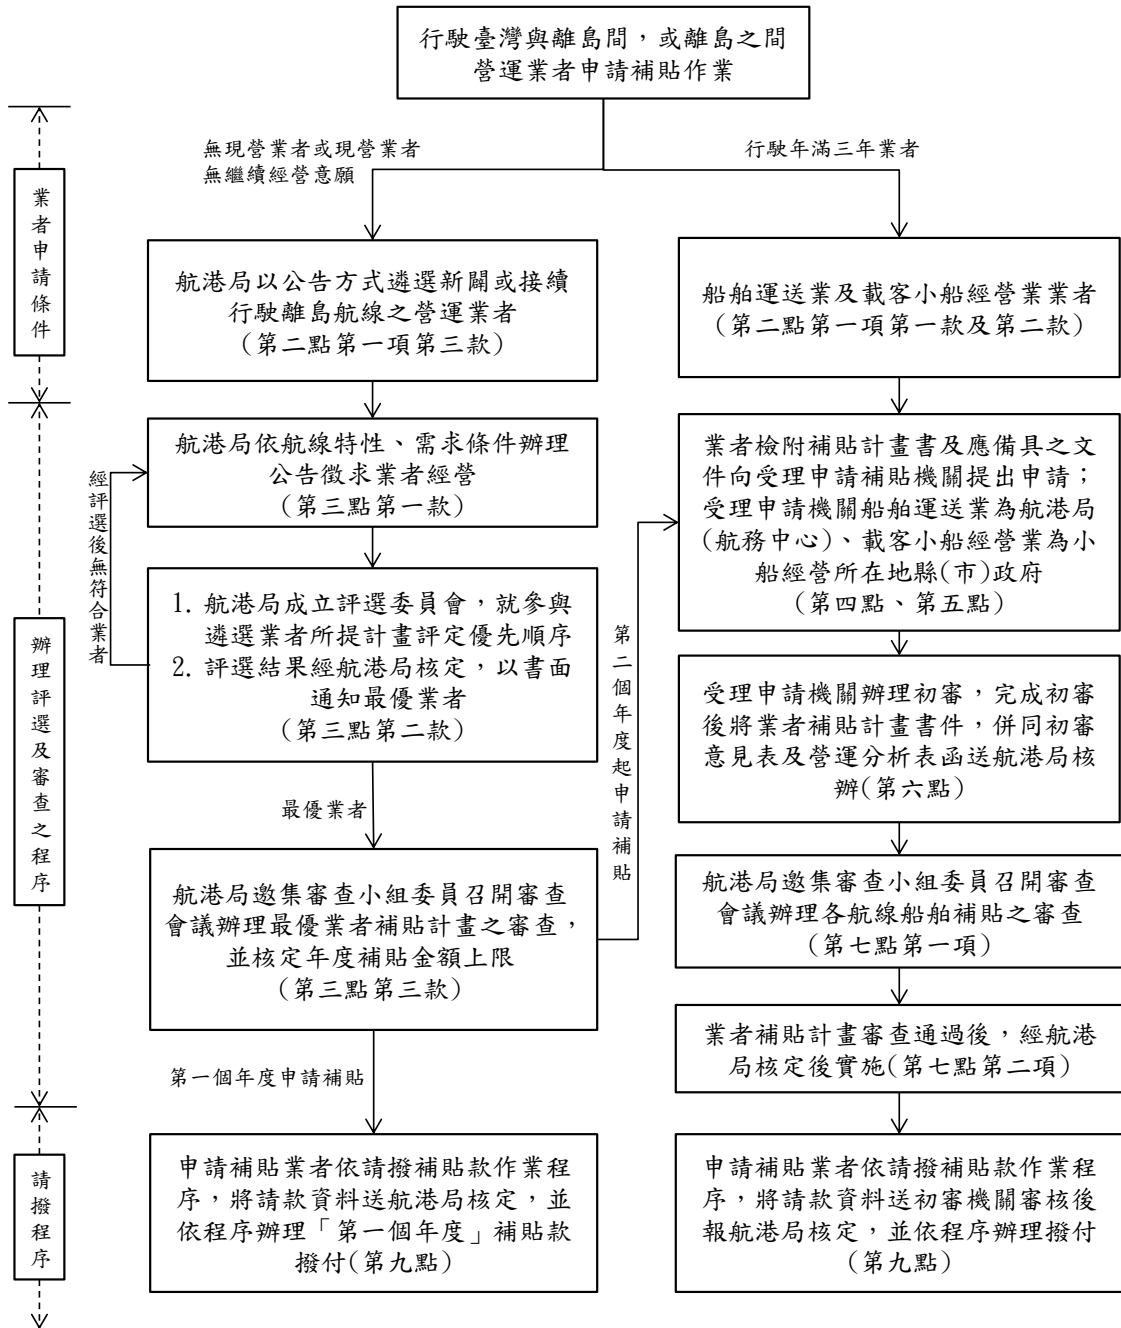 行駛臺灣與離島間，或離島之間
營運業者申請補貼作業
無現營業者或現營業者
無繼續經營意願
行駛年滿三年業者
業者申請條件
航港局以公告方式遴選新闢或接續
行駛離島航線之營運業者
(第二點第一項第三款)
船舶運送業及載客小船經營業業者
(第二點第一項第一款及第二款)
航港局依航線特性、需求條件辦理
公告徵求業者經營
(第三點第一款)
經評選後無符合業者
業者檢附補貼計畫書及應備具之文
件向受理申請補貼機關提出申請；
受理申請機關船舶運送業為航港局
(航務中心)、載客小船經營業為小
船經營所在地縣(市)政府
(第四點、第五點)
1. 航港局成立評選委員會，就參與
遴選業者所提計畫評定優先順序
2. 評選結果經航港局核定，以書面
通知最優業者
(第三點第二款)
第二個年度起申請補貼
辦理評選及審查之程序
受理申請機關辦理初審，完成初審
後將業者補貼計畫書件，併同初審
意見表及營運分析表函送航港局核
辦(第六點)
最優業者
航港局邀集審查小組委員召開審查
會議辦理最優業者補貼計畫之審查，
並核定年度補貼金額上限
(第三點第三款)
航港局邀集審查小組委員召開審查
會議辦理各航線船舶補貼之審查
(第七點第一項)
業者補貼計畫審查通過後，經航港
局核定後實施(第七點第二項)
第一個年度申請補貼
請撥程序
申請補貼業者依請撥補貼款作業程
序，將請款資料送航港局核定，並
依程序辦理「第一個年度」補貼款
撥付(第九點)
申請補貼業者依請撥補貼款作業程
序，將請款資料送初審機關審核後
報航港局核定，並依程序辦理撥付
(第九點)